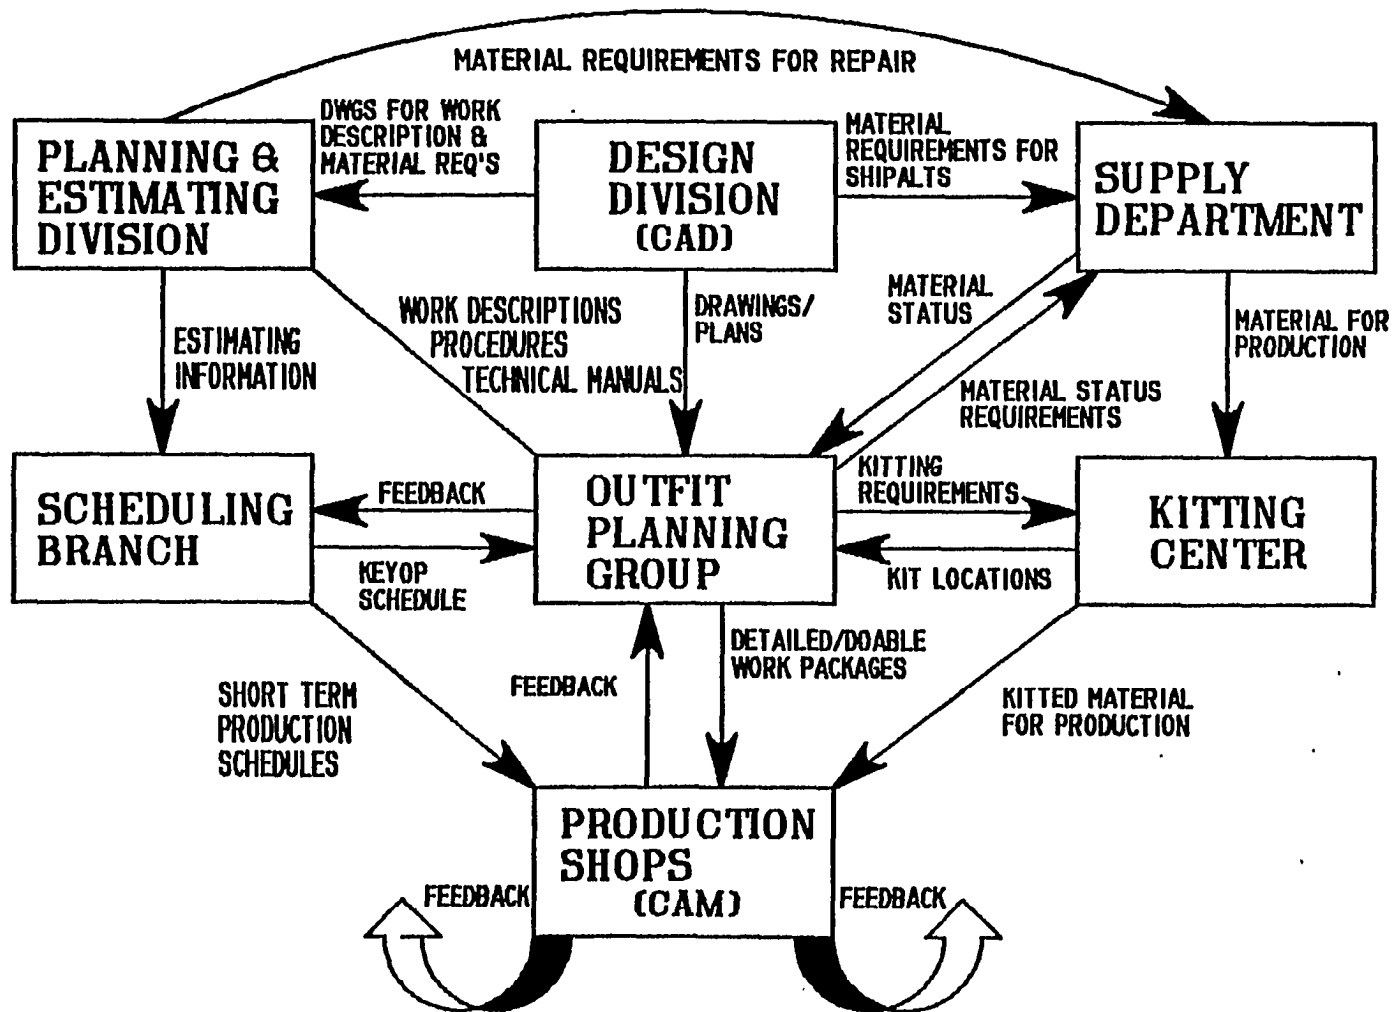 MATERIAL REQUIREMENTS FOR REPAIR
DWGS FOR WORK
DESCRIPTION &
MATERIAL REQ'S
MATERIAL
REQUIREMENTS FOR
SHIPALTS
PLANNING &
ESTIMATING
DIVISION
DESIGN
DIVISION
(CAD)
SUPPLY
DEPARTMENT
ESTIMATING
INFORMATION
WORK DESCRIPTIONS
PROCEDURES
TECHNICAL MANUALS
DRAWINGS/
PLANS
MATERIAL
STATUS
MATERIAL STATUS
REQUIREMENTS
MATERIAL FOR
PRODUCTION
SCHEDULING
BRANCH
FEEDBACK
KEYOP
SCHEDULE
OUTFIT
PLANNING
GROUP
KITTING
REQUIREMENTS
KIT LOCATIONS
KITTING
CENTER
SHORT TERM
PRODUCTION
SCHEDULES
FEEDBACK
DETAILED/DOABLE
WORK PACKAGES
KITTED MATERIAL
FOR PRODUCTION
PRODUCTION
SHOPS
(CAM)
FEEDBACK
FEEDBACK